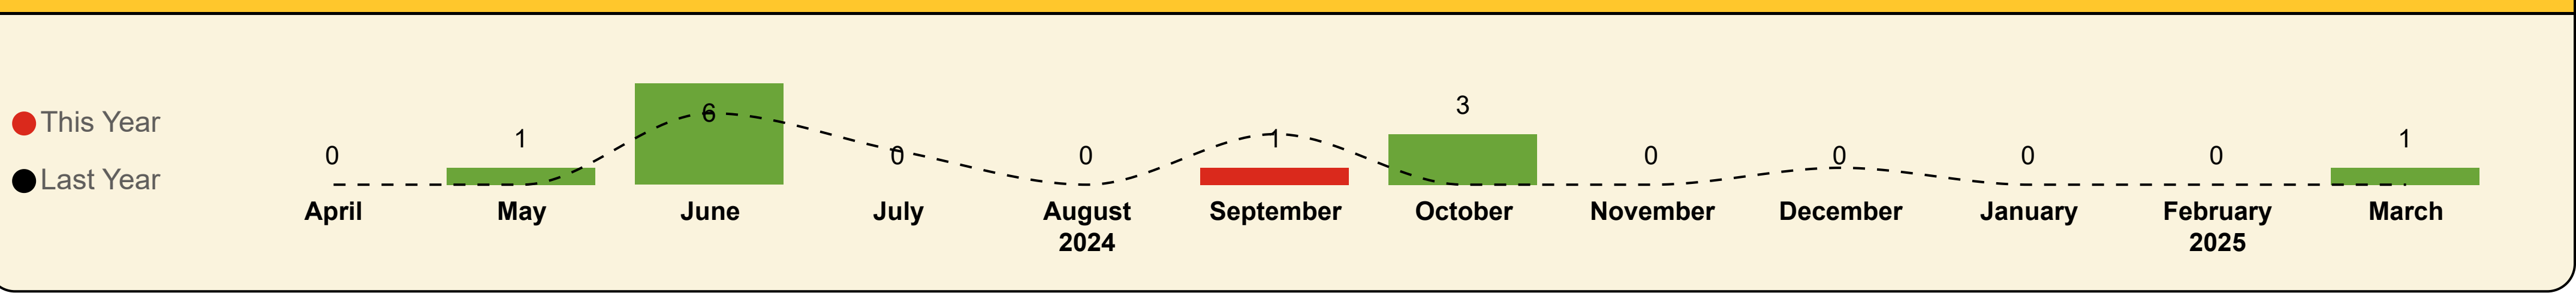 This Year
Last Year
0
1
6
0
0
1
3
0
0
0
0
1
April
May
June
July
August
September
October
November
December
January
February
March
2024
2025